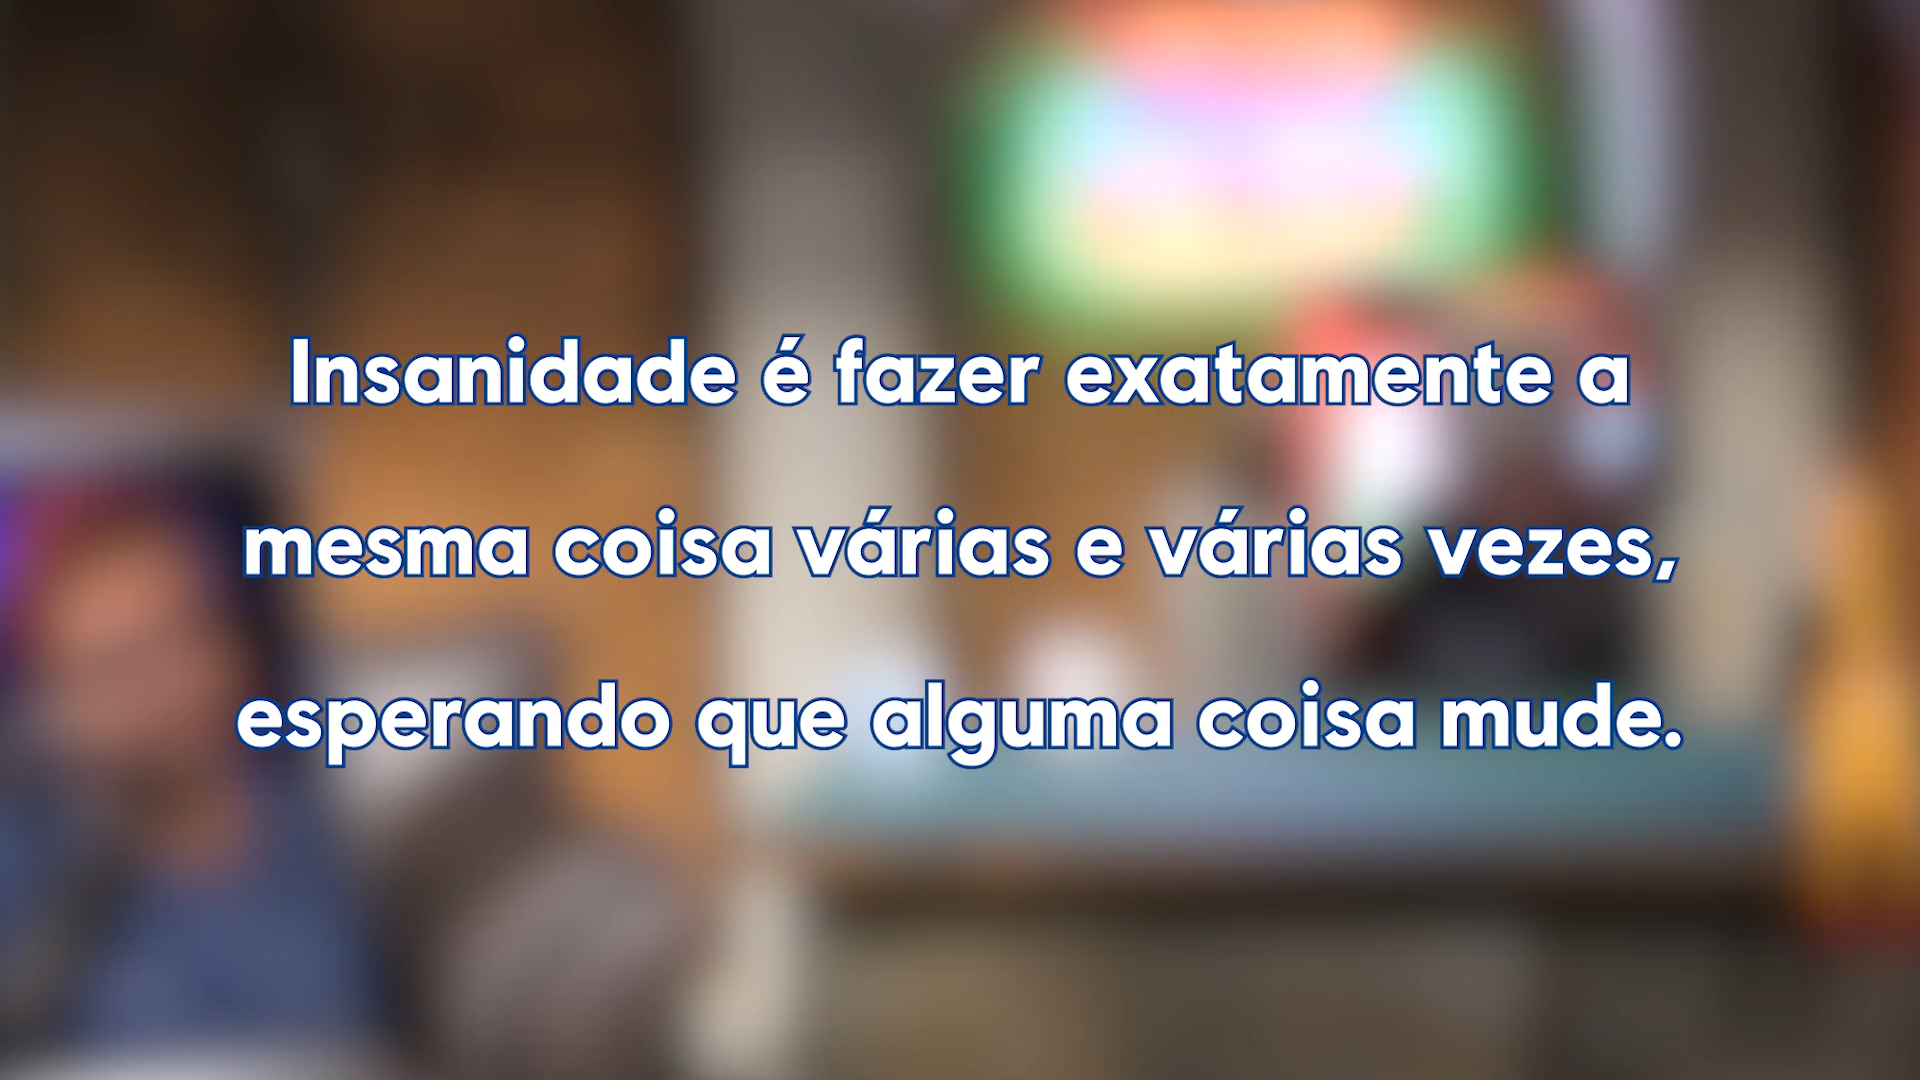 Insanidade é fazer exatamente a
mesma coisa várias e várias vezes,
esperando que alguma coisa mude.